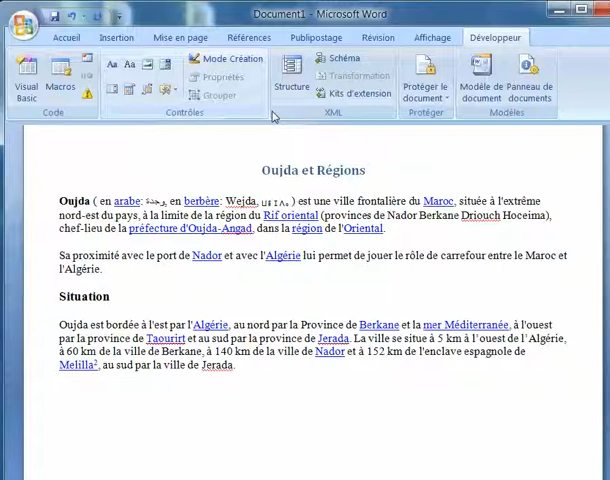 Document1 - Microsoft Word
Accueil Insertion Mise en page Références Publipostage Révision Affichage Développeur
Visual Basic
Macros
Code
Aa Aa
Mode Création
Propriétés
Grouper
Contrôles
Structure
Schéma
Transformation
Kits d'extension
XML
Protéger le document
Protéger
Modèle de document
Panneau de documents
Modèles
Oujda et Régions
Oujda ( en arabe: وجدة, en berbère: Wejda, ) est une ville frontalière du Maroc, située à l'extrême
nord-est du pays, à la limite de la région du Rif oriental (provinces de Nador Berkane Driouch Hoceima),
chef-lieu de la préfecture d'Oujda-Angad, dans la région de l'Oriental.
Sa proximité avec le port de Nador et avec l'Algérie lui permet de jouer le rôle de carrefour entre le Maroc et
l'Algérie.
Situation
Oujda est bordée à l'est par l'Algérie, au nord par la Province de Berkane et la mer Méditerranée, à l'ouest
par la province de Taourirt et au sud par la province de Jerada. La ville se situe à 5 km à l'ouest de l'Algérie,
à 60 km de la ville de Berkane, à 140 km de la ville de Nador et à 152 km de l'enclave espagnole de
Melilla², au sud par la ville de Jerada.